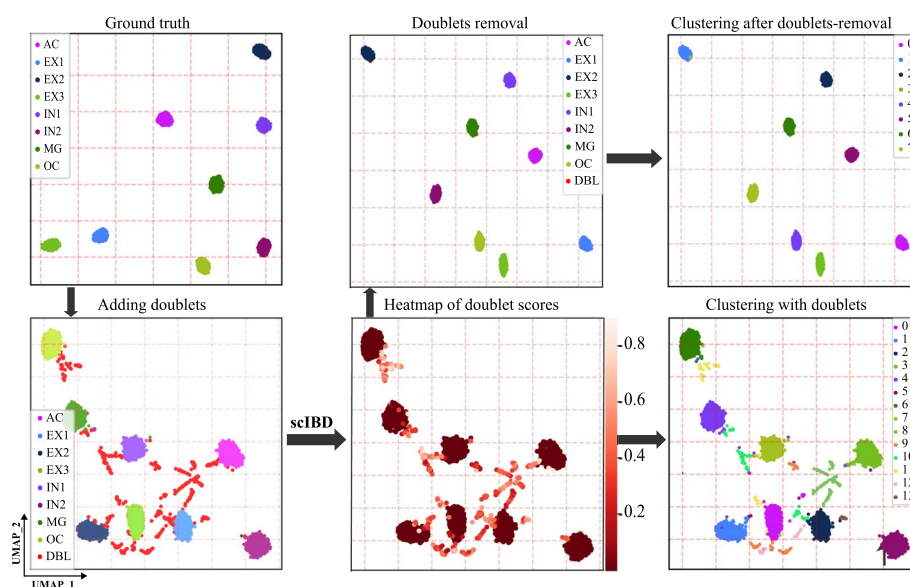 Ground truth
Doublets removal
Clustering after doublets-removal
AC
EX1
EX2
EX3
IN1
IN2
MG
OC
AC
EX1
EX2
EX3
IN1
IN2
MG
OC
DBL
Adding doublets
Heatmap of doublet scores
Clustering with doublets
AC
EX1
EX2
EX3
IN1
IN2
MG
OC
DBL
UMAP_2
UMAP_1
scIBD
0.8
0.6
0.4
0.2
0
1
2
3
4
5
6
7
8
9